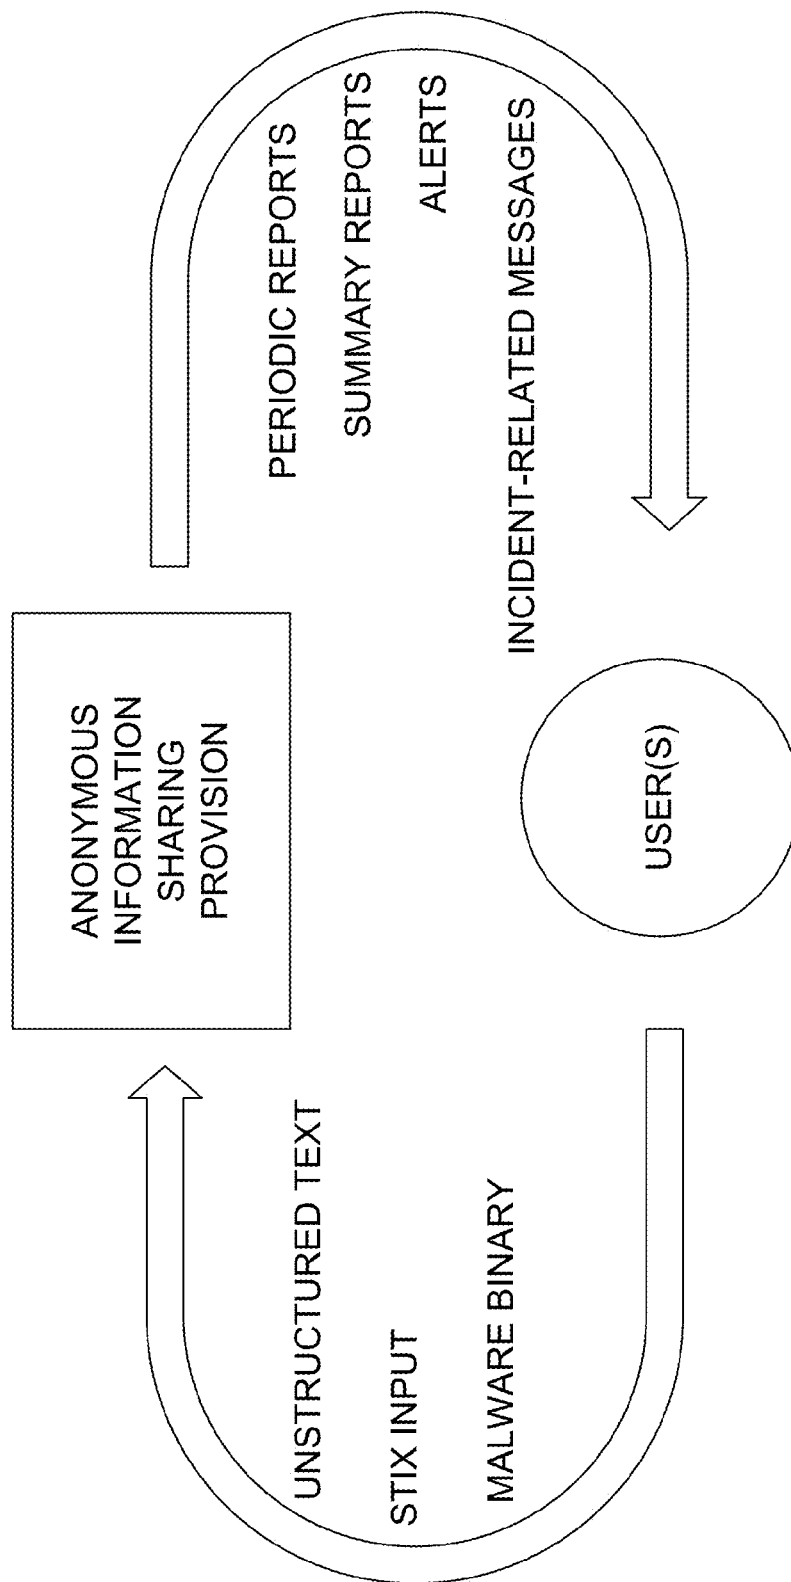 ANONYMOUS
INFORMATION
SHARING
PROVISION
UNSTRUCTURED TEXT
STIX INPUT
MALWARE BINARY
PERIODIC REPORTS
SUMMARY REPORTS
ALERTS
INCIDENT-RELATED MESSAGES
USER(S)